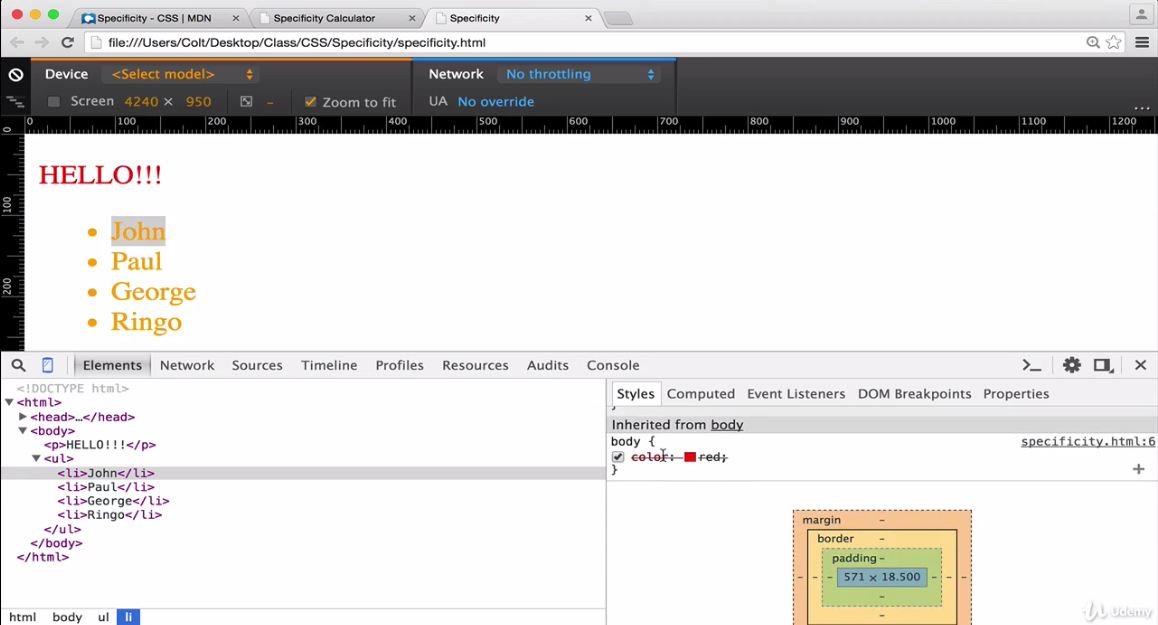 Specificity - CSS | MDN × Specificity Calculator × Specificity ×
file:///Users/Colt/Desktop/Class/CSS/Specificity/specificity.html
Device <Select model> Network No throttling
Screen 4240 × 950 – Zoom to fit UA No override ...
0 100 200 300 400 500 600 700 800 900 1000 1100 1200
0
100
200
HELLO!!!
• John
• Paul
• George
• Ringo
Elements Network Sources Timeline Profiles Resources Audits Console
<!DOCTYPE html>
<html>
<head>…</head>
<body>
<p>HELLO!!!</p>
<ul>
<li>John</li>
<li>Paul</li>
<li>George</li>
<li>Ringo</li>
</ul>
</body>
</html>
html body ul li
Styles Computed Event Listeners DOM Breakpoints Properties
}
Inherited from body
body { specificity.html:6
color: red;
}
margin –
border –
padding –
– – – 571 × 18.500 – – –
–
–
Udemy